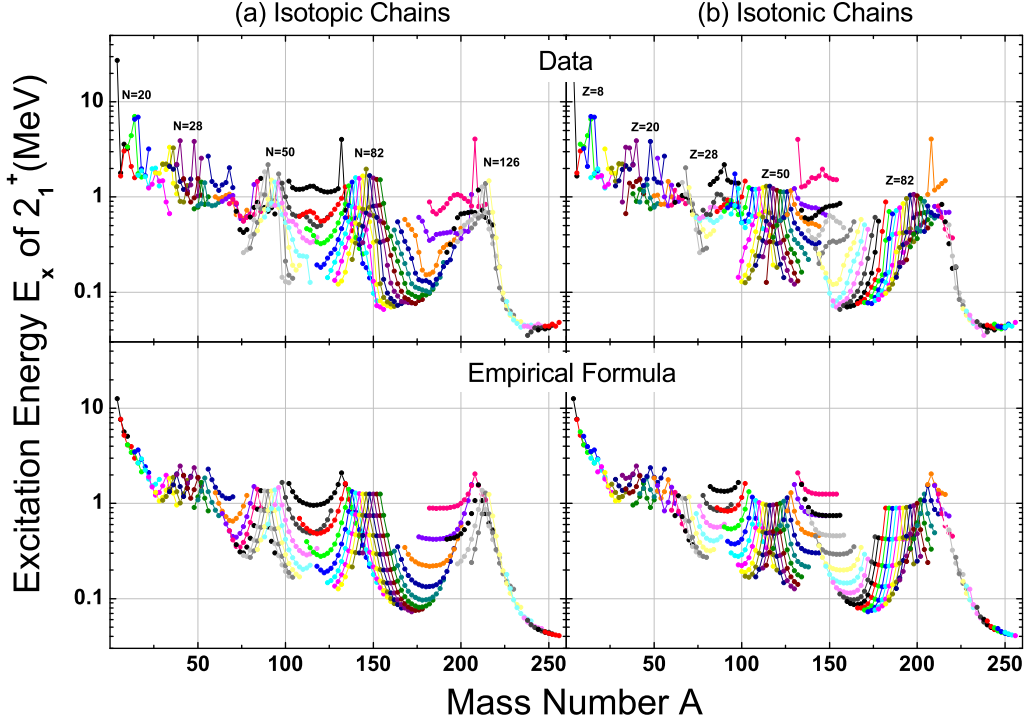 (a) Isotopic Chains
(b) Isotonic Chains
Data
N=20
N=28
N=50
N=82
N=126
Z=8
Z=20
Z=28
Z=50
Z=82
10
1
0.1
Empirical Formula
10
1
0.1
Excitation Energy Eₓ of 2₁⁺(MeV)
50
100
150
200
250
50
100
150
200
250
Mass Number A